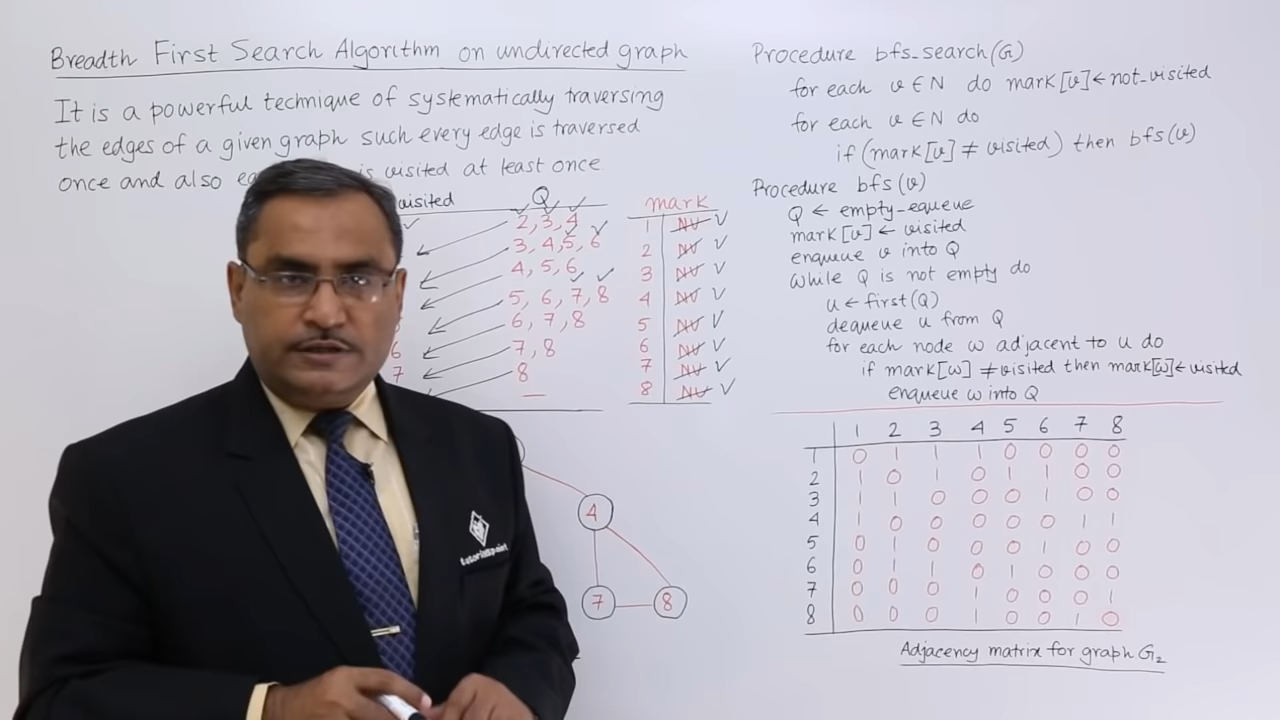 Breadth First Search Algorithm on undirected graph
It is a powerful technique of systematically traversing
the edges of a given graph such every edge is traversed
once and also is visited at least once
visited Q
2, 3, 4
3, 4, 5, 6
4, 5, 6
5, 6, 7, 8
6, 7, 8
6 7, 8
7 8
—
mark
1 NV V
2 NV V
3 NV V
4 NV V
5 NV V
6 NV V
7 NV V
8 NV V
4
7 8
tutorialspoint
Procedure bfs_search(G)
for each v ∈ N do mark[v] ← not_visited
for each v ∈ N do
if (mark[v] ≠ visited) then bfs(v)
Procedure bfs(v)
Q ← empty_equeue
mark[v] ← visited
enqueue v into Q
while Q is not empty do
u ← first(Q)
dequeue u from Q
for each node w adjacent to u do
if mark[w] ≠ visited then mark[w] ← visited
enqueue w into Q
1 2 3 4 5 6 7 8
1 0 1 1 1 0 0 0 0
2 1 0 1 0 1 1 0 0
3 1 1 0 0 0 1 0 0
4 1 0 0 0 0 0 1 1
5 0 1 0 0 0 1 0 0
6 0 1 1 0 1 0 0 0
7 0 0 0 1 0 0 0 1
8 0 0 0 1 0 0 1 0
Adjacency matrix for graph G2